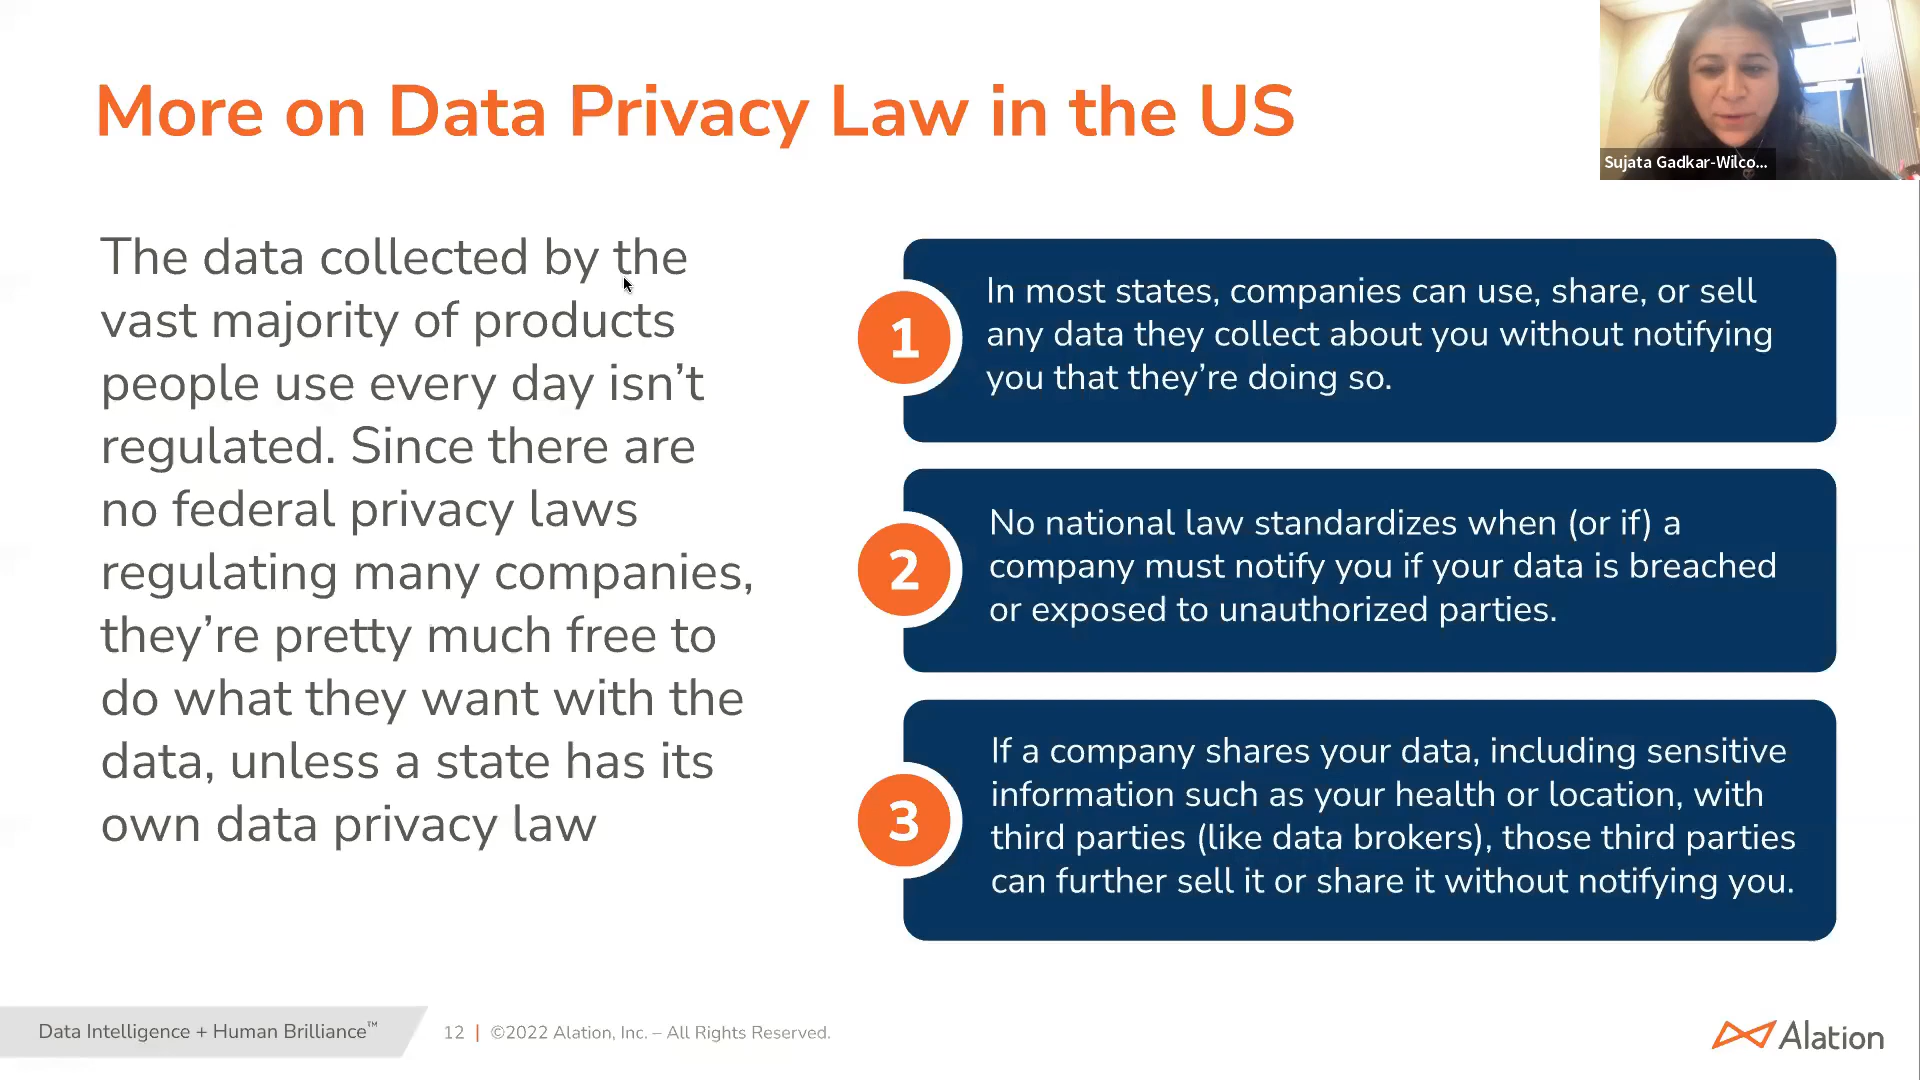 More on Data Privacy Law in the US
Sujata Gadkar-Wilco...
The data collected by the
vast majority of products
people use every day isn’t
regulated. Since there are
no federal privacy laws
regulating many companies,
they’re pretty much free to
do what they want with the
data, unless a state has its
own data privacy law
1
In most states, companies can use, share, or sell
any data they collect about you without notifying
you that they’re doing so.
2
No national law standardizes when (or if) a
company must notify you if your data is breached
or exposed to unauthorized parties.
3
If a company shares your data, including sensitive
information such as your health or location, with
third parties (like data brokers), those third parties
can further sell it or share it without notifying you.
Data Intelligence + Human Brilliance™
12 | ©2022 Alation, Inc. – All Rights Reserved.
Alation